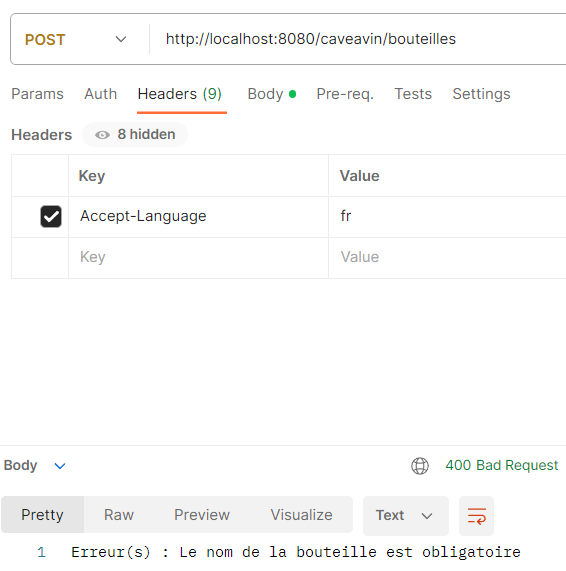 POST http://localhost:8080/caveavin/bouteilles
Params Auth Headers (9) Body Pre-req. Tests Settings
Headers 8 hidden
Key Value
Accept-Language fr
Key Value
Body 400 Bad Request
Pretty Raw Preview Visualize Text
1 Erreur(s) : Le nom de la bouteille est obligatoire